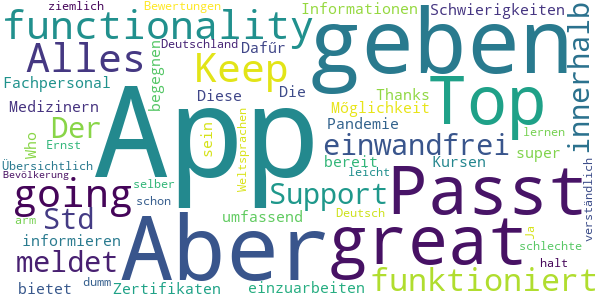 ziemlich Bewertungen Informationen Schwierigkeiten
functionality geben innerhalb
Alles Deutschland Dafür Keep
Fachpersonal begegnen Diese Die Thanks Top
Medizinern App Möglichkeit
Der Who Ernst sein Weltsprachen Pandemie lernen
einwandfrei super
Übersichtlich bereit Kursen
Bevölkerung selber leicht verständlich
going schon Support Passt
arm Std Aber umfassend Deutsch great Ja
informieren schlechte
meldet dumm funktioniert halt
bietet Zertifikaten einzuarbeiten